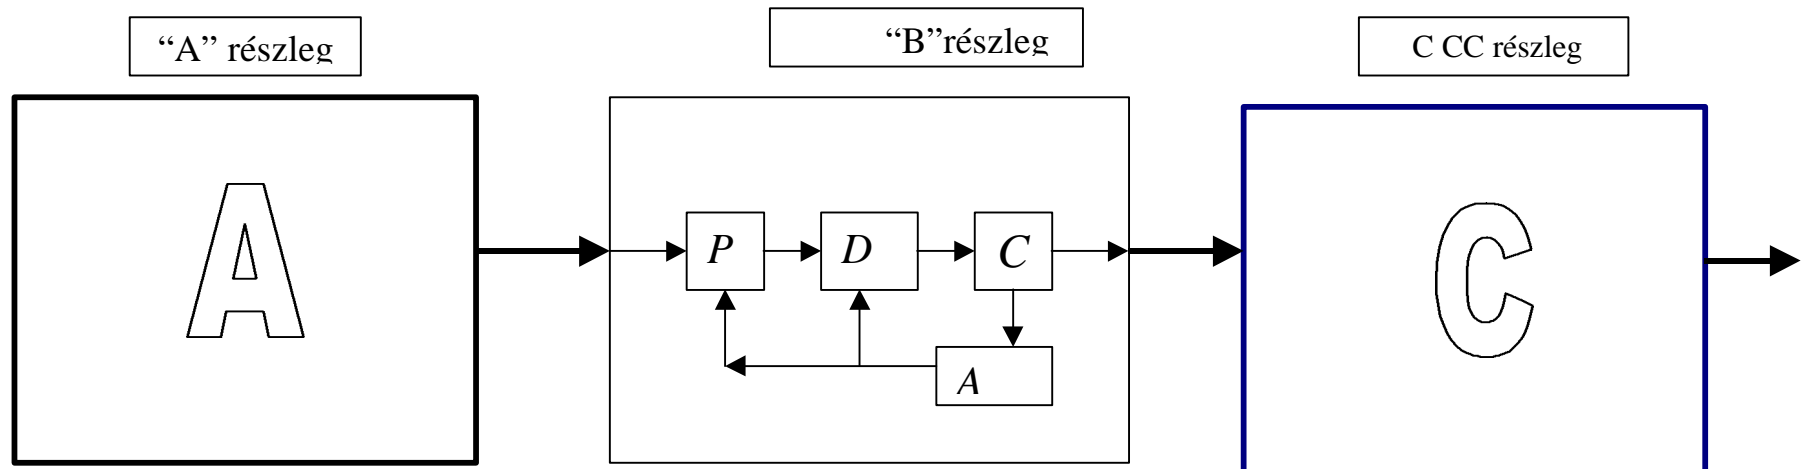 “A” részleg
“B”részleg
C CC részleg
A
P
D
C
A
C